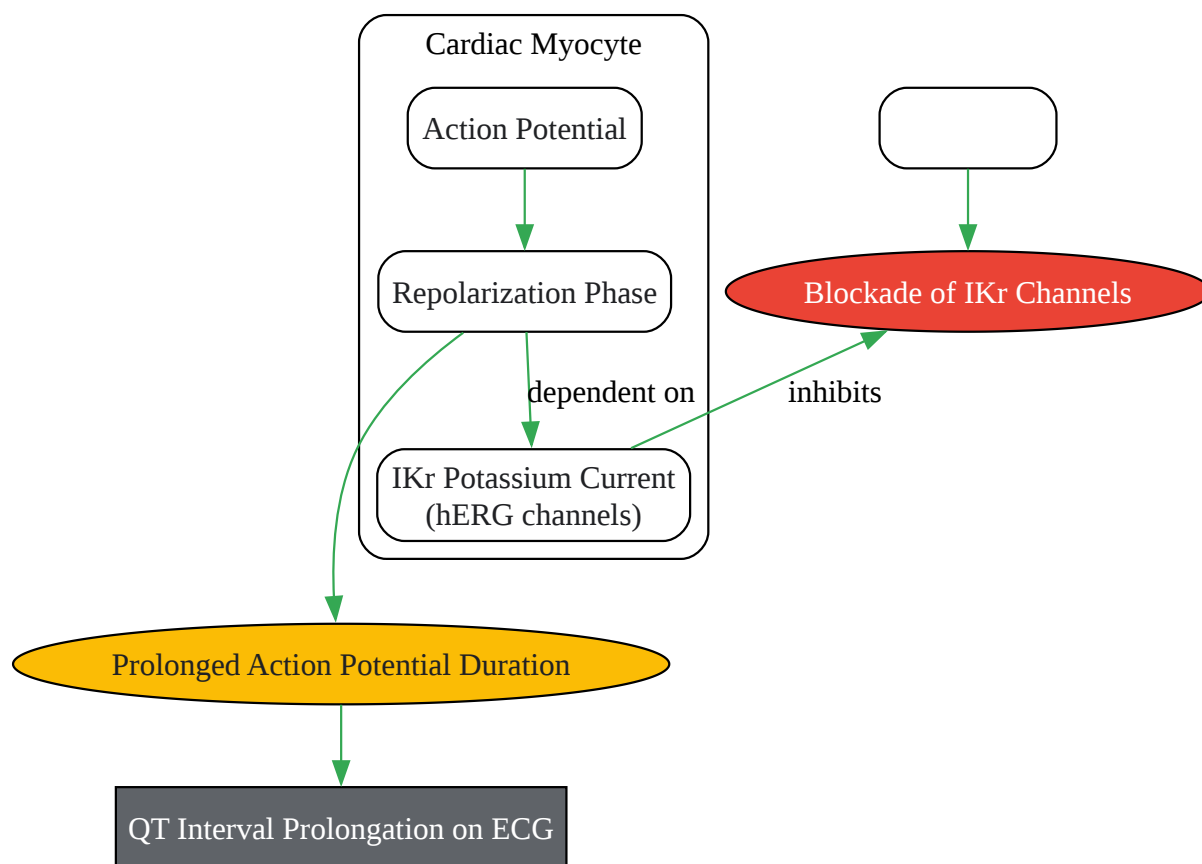 Cardiac Myocyte
Action Potential
Repolarization Phase
Blockade of IKr Channels
dependent on
inhibits
IKr Potassium Current
(hERG channels)
Prolonged Action Potential Duration
QT Interval Prolongation on ECG